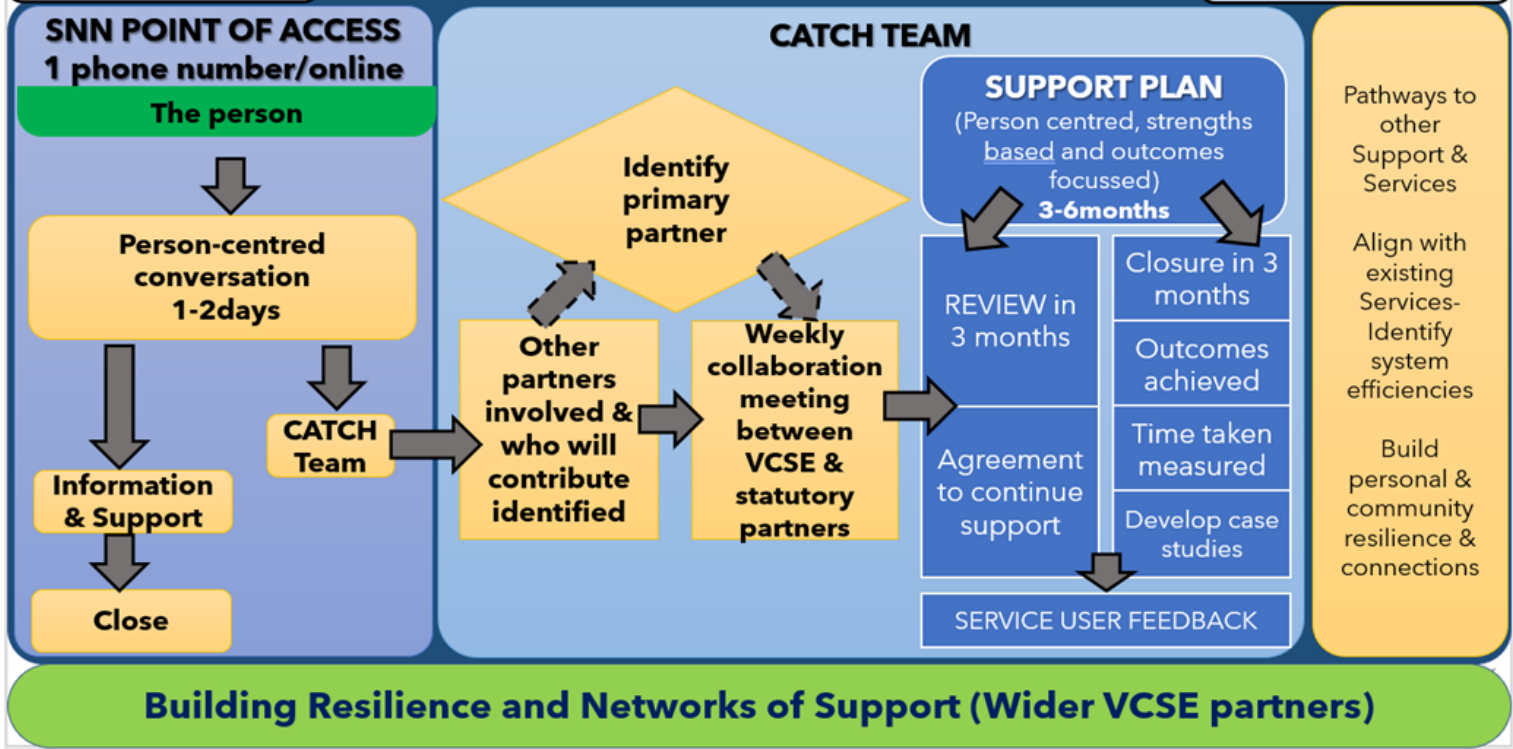 SNN POINT OF ACCESS
1 phone number/online
The person
Person-centred
conversation
1-2days
CATCH
Team
Information
& Support
Close
CATCH TEAM
Identify
primary
partner
Other
partners
involved &
who will
contribute
identified
Weekly
collaboration
meeting
between
VCSE &
statutory
partners
SUPPORT PLAN
(Person centred, strengths
based and outcomes
focussed)
3-6months
REVIEW in
3 months
Agreement
to continue
support
Closure in 3
months
Outcomes
achieved
Time taken
measured
Develop case
studies
SERVICE USER FEEDBACK
Pathways to
other
Support &
Services
Align with
existing
Services-
Identify
system
efficiencies
Build
personal &
community
resilience &
connections
Building Resilience and Networks of Support (Wider VCSE partners)